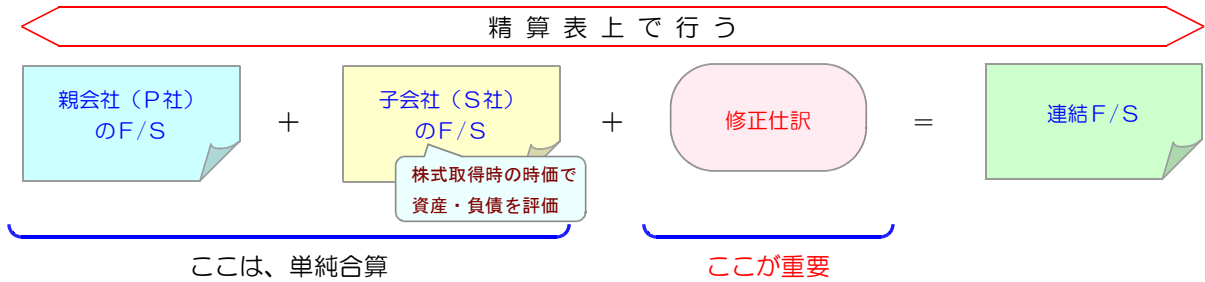 精算表上で行う
親会社（Ｐ社）
のＦ/Ｓ
＋
子会社（Ｓ社）
のＦ/Ｓ
株式取得時の時価で
資産・負債を評価
＋
修正仕訳
＝
連結Ｆ/Ｓ
ここは、単純合算
ここが重要